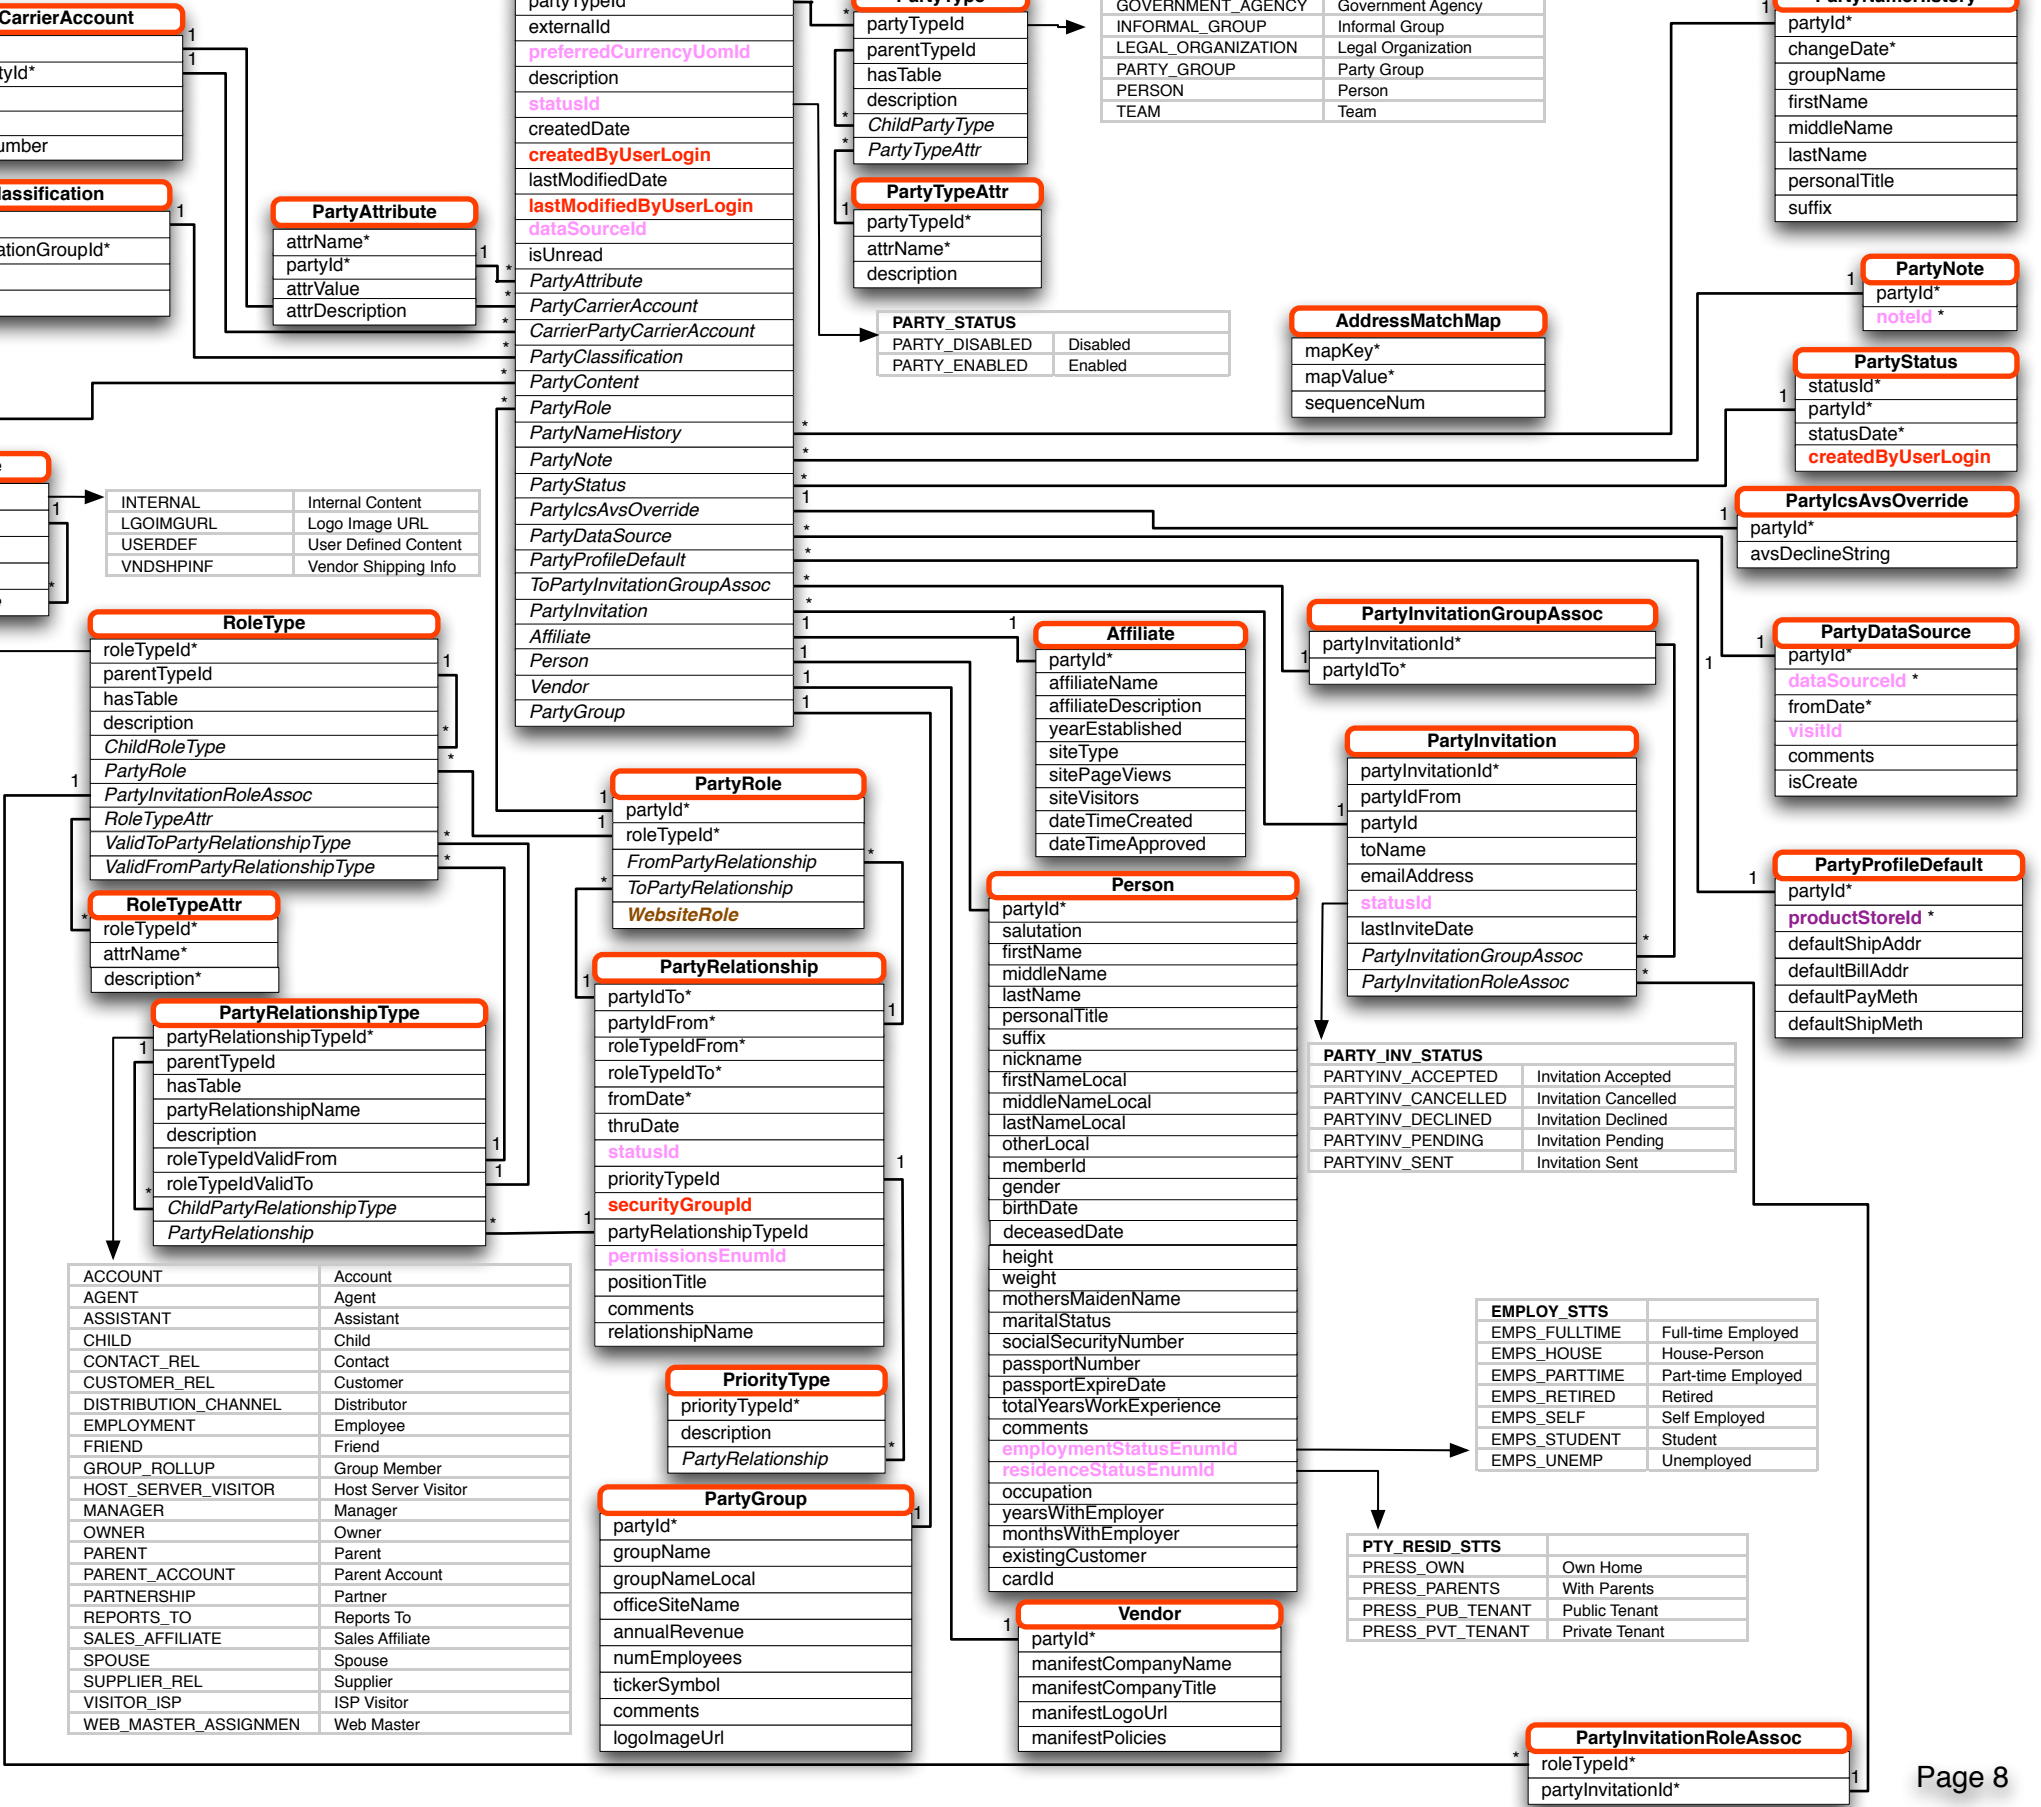 CarrierAccount
tyId*
umber
lassification
ationGroupId*
PartyAttribute
attrName*
partyId*
attrValue
attrDescription
partyTypeId
externalId
preferredCurrencyUomId
description
statusId
createdDate
createdByUserLogin
lastModifiedDate
lastModifiedByUserLogin
dataSourceId
isUnread
PartyAttribute
PartyCarrierAccount
CarrierPartyCarrierAccount
PartyClassification
PartyContent
PartyRole
PartyNameHistory
PartyNote
PartyStatus
PartyIcsAvsOverride
PartyDataSource
PartyProfileDefault
ToPartyInvitationGroupAssoc
PartyInvitation
Affiliate
Person
Vendor
PartyGroup
PartyType
partyTypeId
parentTypeId
hasTable
description
ChildPartyType
PartyTypeAttr
PartyTypeAttr
partyTypeId*
attrName*
description
GOVERNMENT_AGENCY Government Agency
INFORMAL_GROUP Informal Group
LEGAL_ORGANIZATION Legal Organization
PARTY_GROUP Party Group
PERSON Person
TEAM Team
PARTY_STATUS
PARTY_DISABLED Disabled
PARTY_ENABLED Enabled
AddressMatchMap
mapKey*
mapValue*
sequenceNum
PartyNameHistory
partyId*
changeDate*
groupName
firstName
middleName
lastName
personalTitle
suffix
PartyNote
partyId*
noteId *
PartyStatus
statusId*
partyId*
statusDate*
createdByUserLogin
PartyIcsAvsOverride
partyId*
avsDeclineString
PartyDataSource
partyId*
dataSourceId *
fromDate*
visitId
comments
isCreate
PartyProfileDefault
partyId*
productStoreId *
defaultShipAddr
defaultBillAddr
defaultPayMeth
defaultShipMeth
INTERNAL Internal Content
LGOIMGURL Logo Image URL
USERDEF User Defined Content
VNDSHPINF Vendor Shipping Info
RoleType
roleTypeId*
parentTypeId
hasTable
description
ChildRoleType
PartyRole
PartyInvitationRoleAssoc
RoleTypeAttr
ValidToPartyRelationshipType
ValidFromPartyRelationshipType
RoleTypeAttr
roleTypeId*
attrName*
description*
PartyRelationshipType
partyRelationshipTypeId*
parentTypeId
hasTable
partyRelationshipName
description
roleTypeIdValidFrom
roleTypeIdValidTo
ChildPartyRelationshipType
PartyRelationship
ACCOUNT Account
AGENT Agent
ASSISTANT Assistant
CHILD Child
CONTACT_REL Contact
CUSTOMER_REL Customer
DISTRIBUTION_CHANNEL Distributor
EMPLOYMENT Employee
FRIEND Friend
GROUP_ROLLUP Group Member
HOST_SERVER_VISITOR Host Server Visitor
MANAGER Manager
OWNER Owner
PARENT Parent
PARENT_ACCOUNT Parent Account
PARTNERSHIP Partner
REPORTS_TO Reports To
SALES_AFFILIATE Sales Affiliate
SPOUSE Spouse
SUPPLIER_REL Supplier
VISITOR_ISP ISP Visitor
WEB_MASTER_ASSIGNMEN Web Master
PartyRole
partyId*
roleTypeId*
FromPartyRelationship
ToPartyRelationship
WebsiteRole
PartyRelationship
partyIdTo*
partyIdFrom*
roleTypeIdFrom*
roleTypeIdTo*
fromDate*
thruDate
statusId
priorityTypeId
securityGroupId
partyRelationshipTypeId
permissionsEnumId
positionTitle
comments
relationshipName
PriorityType
priorityTypeId*
description
PartyRelationship
PartyGroup
partyId*
groupName
groupNameLocal
officeSiteName
annualRevenue
numEmployees
tickerSymbol
comments
logoImageUrl
Affiliate
partyId*
affiliateName
affiliateDescription
yearEstablished
siteType
sitePageViews
siteVisitors
dateTimeCreated
dateTimeApproved
Person
partyId*
salutation
firstName
middleName
lastName
personalTitle
suffix
nickname
firstNameLocal
middleNameLocal
lastNameLocal
otherLocal
memberId
gender
birthDate
deceasedDate
height
weight
mothersMaidenName
maritalStatus
socialSecurityNumber
passportNumber
passportExpireDate
totalYearsWorkExperience
comments
employmentStatusEnumId
residenceStatusEnumId
occupation
yearsWithEmployer
monthsWithEmployer
existingCustomer
cardId
Vendor
partyId*
manifestCompanyName
manifestCompanyTitle
manifestLogoUrl
manifestPolicies
PartyInvitationGroupAssoc
partyInvitationId*
partyIdTo*
PartyInvitation
partyInvitationId*
partyIdFrom
partyId
toName
emailAddress
statusId
lastInviteDate
PartyInvitationGroupAssoc
PartyInvitationRoleAssoc
PARTY_INV_STATUS
PARTYINV_ACCEPTED Invitation Accepted
PARTYINV_CANCELLED Invitation Cancelled
PARTYINV_DECLINED Invitation Declined
PARTYINV_PENDING Invitation Pending
PARTYINV_SENT Invitation Sent
EMPLOY_STTS
EMPS_FULLTIME Full-time Employed
EMPS_HOUSE House-Person
EMPS_PARTTIME Part-time Employed
EMPS_RETIRED Retired
EMPS_SELF Self Employed
EMPS_STUDENT Student
EMPS_UNEMP Unemployed
PTY_RESID_STTS
PRESS_OWN Own Home
PRESS_PARENTS With Parents
PRESS_PUB_TENANT Public Tenant
PRESS_PVT_TENANT Private Tenant
PartyInvitationRoleAssoc
roleTypeId*
partyInvitationId*
Page 8